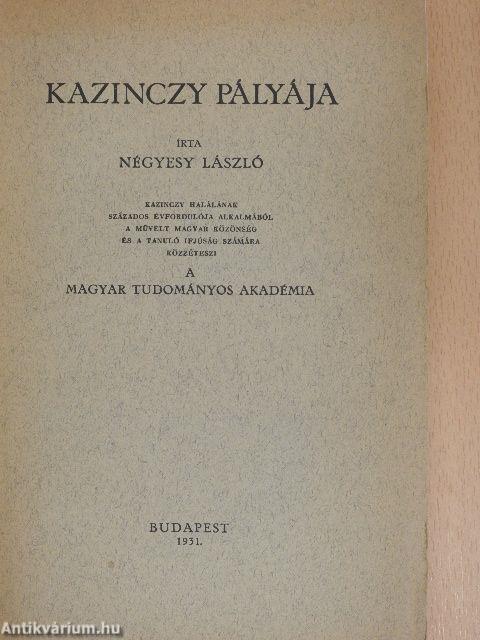 KAZINCZY PÁLYÁJA
ÍRTA
NÉGYESY LÁSZLÓ
KAZINCZY HALÁLÁNAK
SZÁZADOS ÉVFORDULÓJA ALKALMÁBÓL
A MŰVELT MAGYAR KÖZÖNSÉG
ÉS A TANULÓ IFJÚSÁG SZÁMÁRA
KÖZZÉTESZI
A
MAGYAR TUDOMÁNYOS AKADÉMIA
BUDAPEST
1931.
Antikvárium.hu